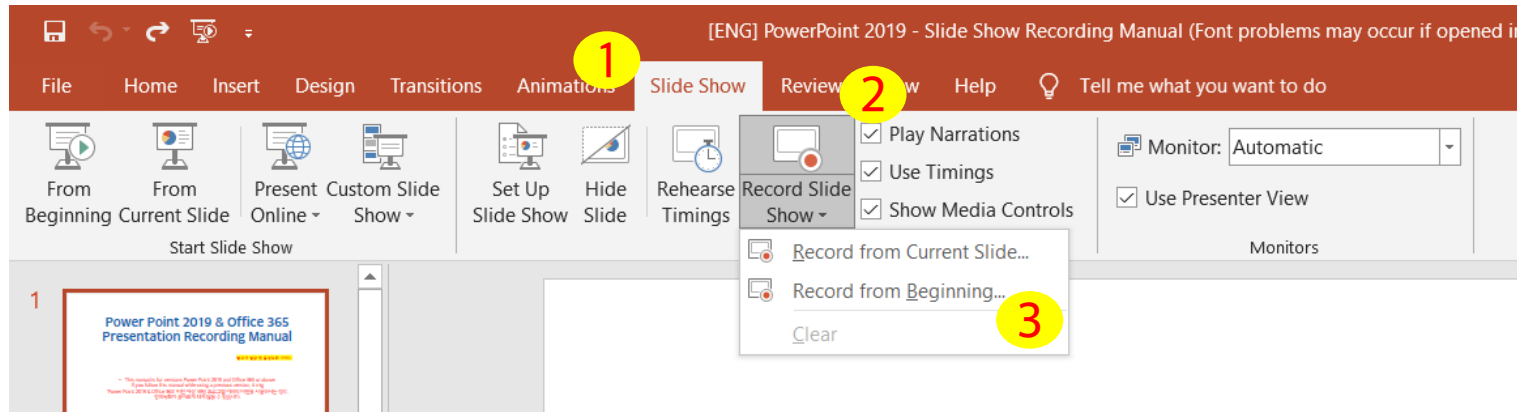 [ENG] PowerPoint 2019 - Slide Show Recording Manual (Font problems may occur if opened in
1
File Home Insert Design Transitions Animations Slide Show Review Help Tell me what you want to do
2
From Beginning
From Current Slide
Present Online
Custom Slide Show
Start Slide Show
Set Up Slide Show
Hide Slide
Rehearse Timings
Record Slide Show
Play Narrations
Use Timings
Show Media Controls
Record from Current Slide...
Record from Beginning...
3
Clear
Monitor: Automatic
Use Presenter View
Monitors
1
Power Point 2019 & Office 365
Presentation Recording Manual